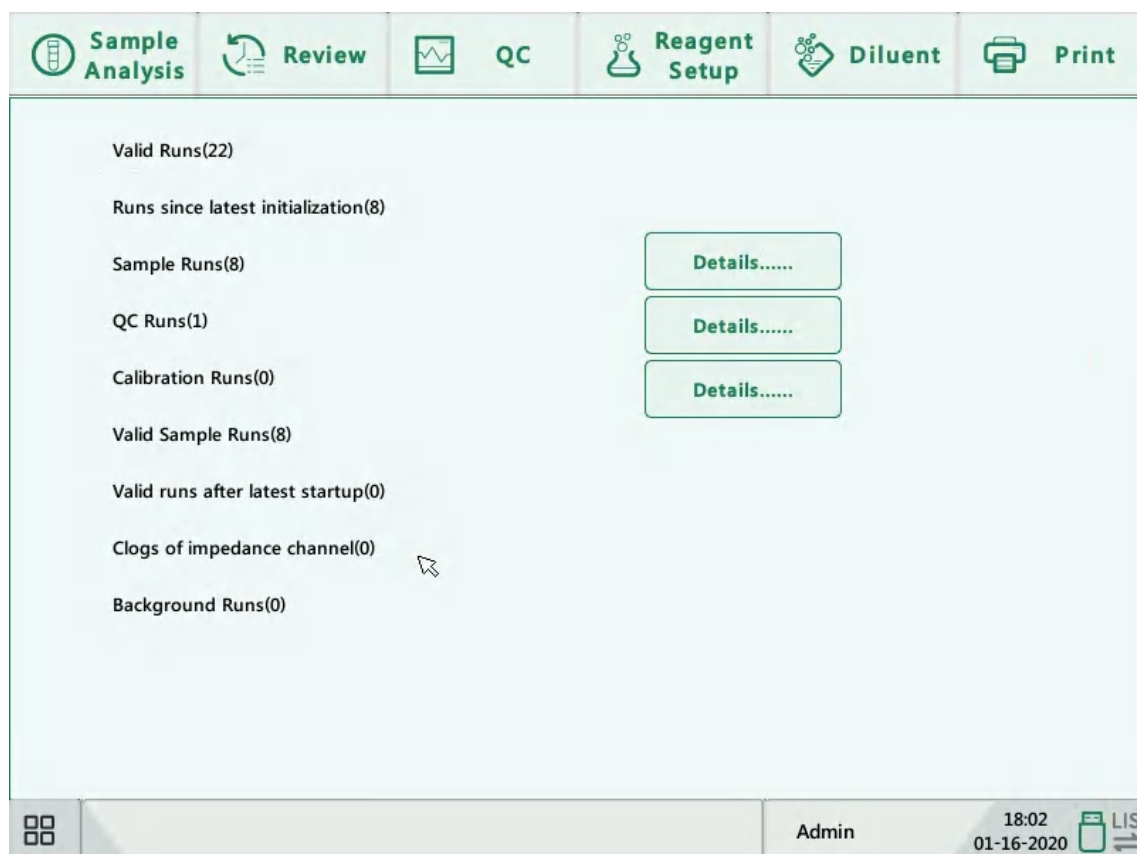 Sample
Analysis
Review
QC
Reagent
Setup
Diluent
Print
Valid Runs(22)
Runs since latest initialization(8)
Sample Runs(8)
Details......
QC Runs(1)
Details......
Calibration Runs(0)
Details......
Valid Sample Runs(8)
Valid runs after latest startup(0)
Clogs of impedance channel(0)
Background Runs(0)
Admin
18:02
01-16-2020
LIS